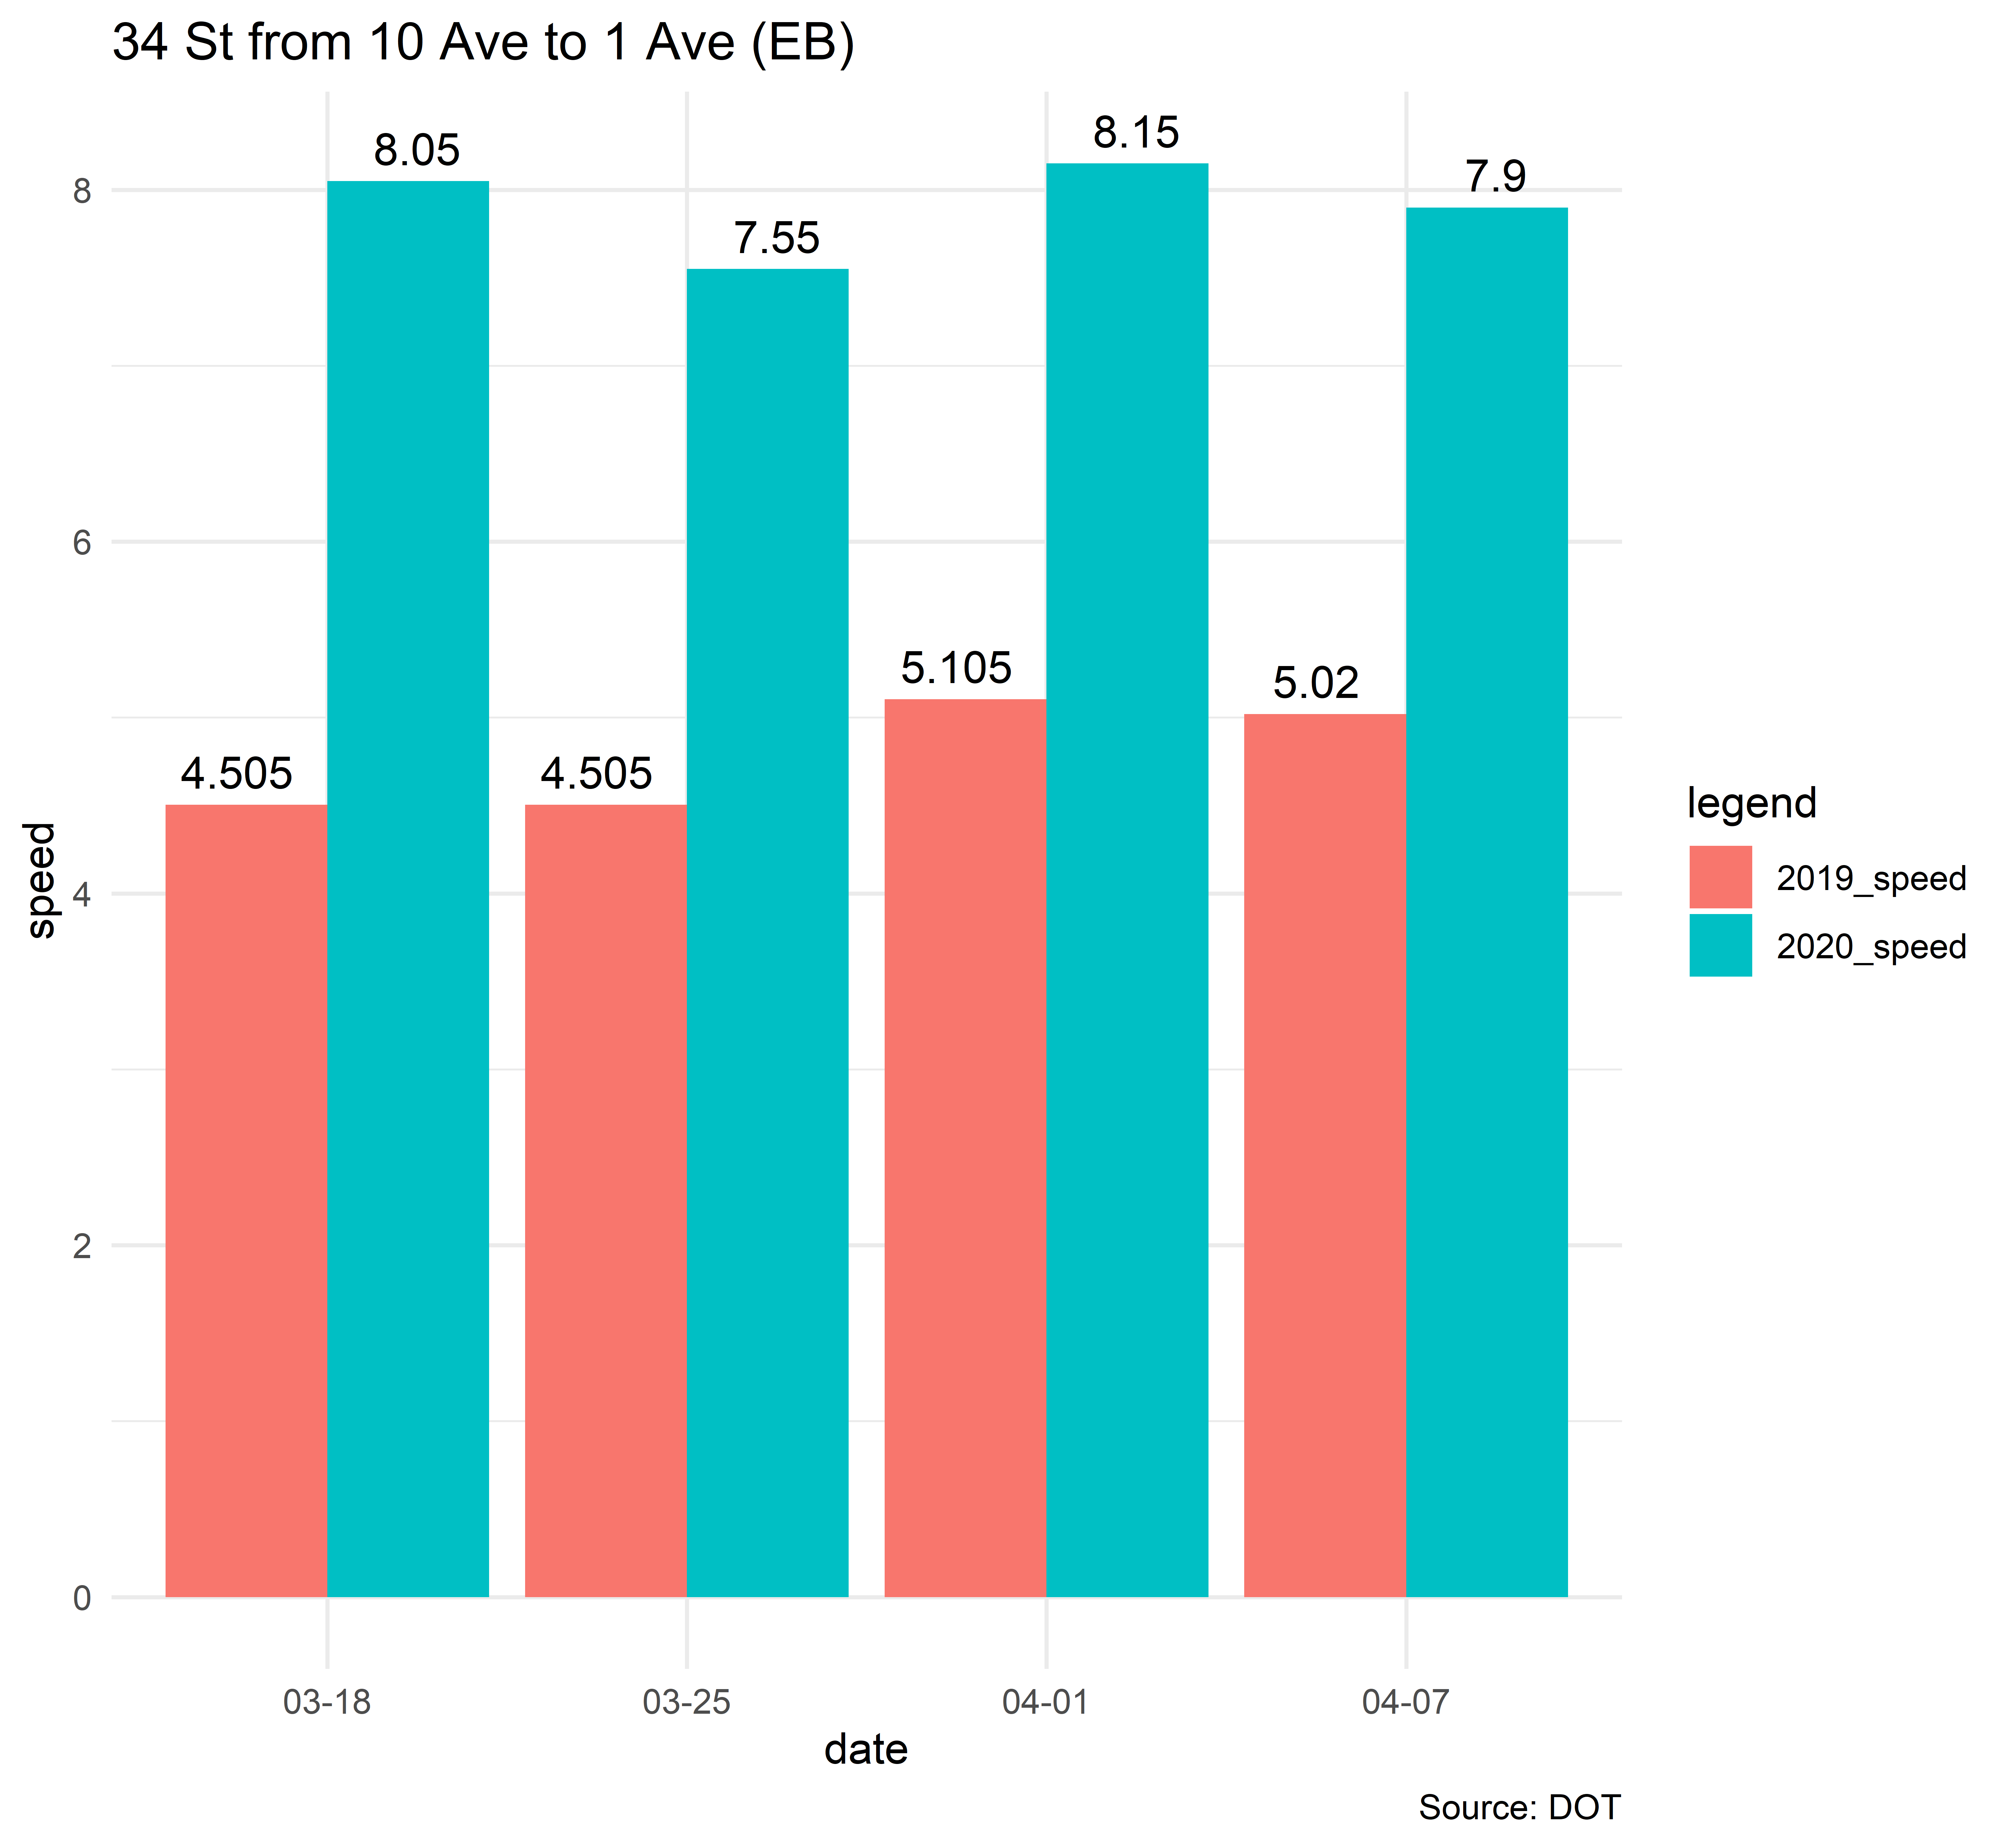 34 St from 10 Ave to 1 Ave (EB)
8.05
8.15
7.9
8
7.55
6
5.105
5.02
4.505
4.505
speed
4
legend
2019_speed
2020_speed
2
0
03-18
03-25
04-01
04-07
date
Source: DOT